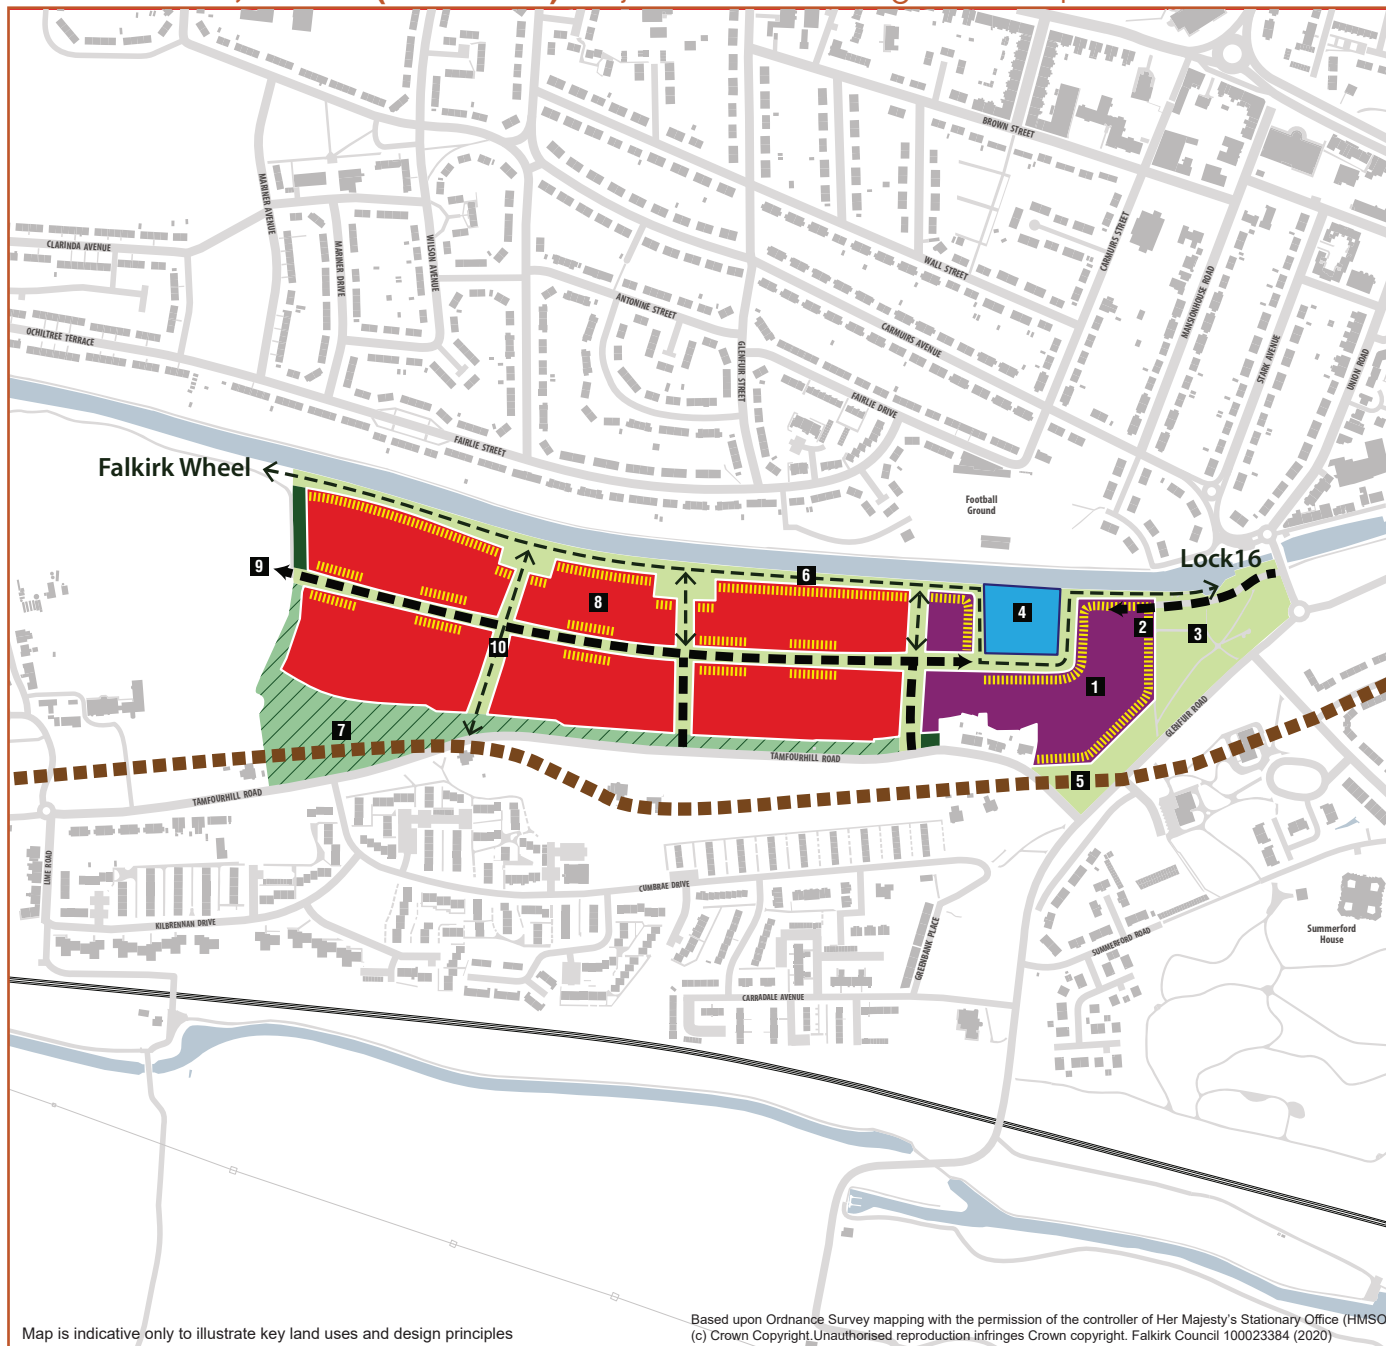 BROWN STREET
MARINER AVENUE
CLARINDA AVENUE
MARINER DRIVE
WILSON AVENUE
CARMUIRS STREET
WALL STREET
MANSIONHOUSE ROAD
ANTONINE STREET
OCHILTREE TERRACE
CARMUIRS AVENUE
GLENFUIR STREET
STARK AVENUE
UNION ROAD
FAIRLIE DRIVE
FAIRLIE STREET
Falkirk Wheel
Football
Ground
Lock16
9
6
8
4
2
3
10
1
7
5
GLENFUIR ROAD
TAMFOURHILL ROAD
TAMFOURHILL ROAD
LIME ROAD
CUMBRAE DRIVE
KILBRENNAN DRIVE
GREENBANK PLACE
SUMMERFORD ROAD
Summerford
House
CARRADALE AVENUE
Map is indicative only to illustrate key land uses and design principles
Based upon Ordnance Survey mapping with the permission of the controller of Her Majesty's Stationary Office (HMSO
(c) Crown Copyright.Unauthorised reproduction infringes Crown copyright. Falkirk Council 100023384 (2020)